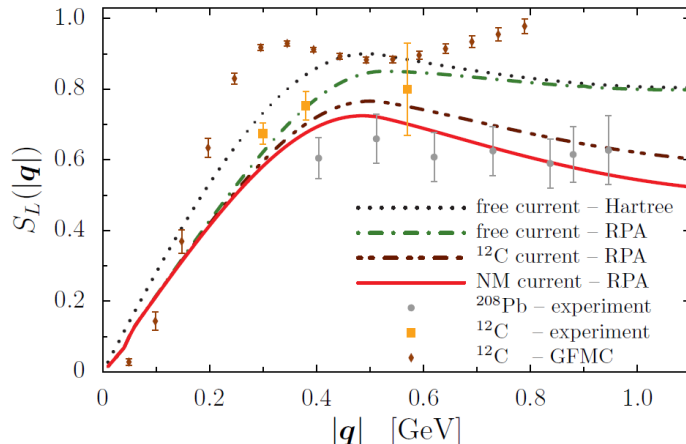 1.0
0.8
0.6
0.4
0.2
0
S_L(|q|)
free current – Hartree
free current – RPA
¹²C current – RPA
NM current – RPA
²⁰⁸Pb – experiment
¹²C – experiment
¹²C – GFMC
0 0.2 0.4 0.6 0.8 1.0
|q| [GeV]